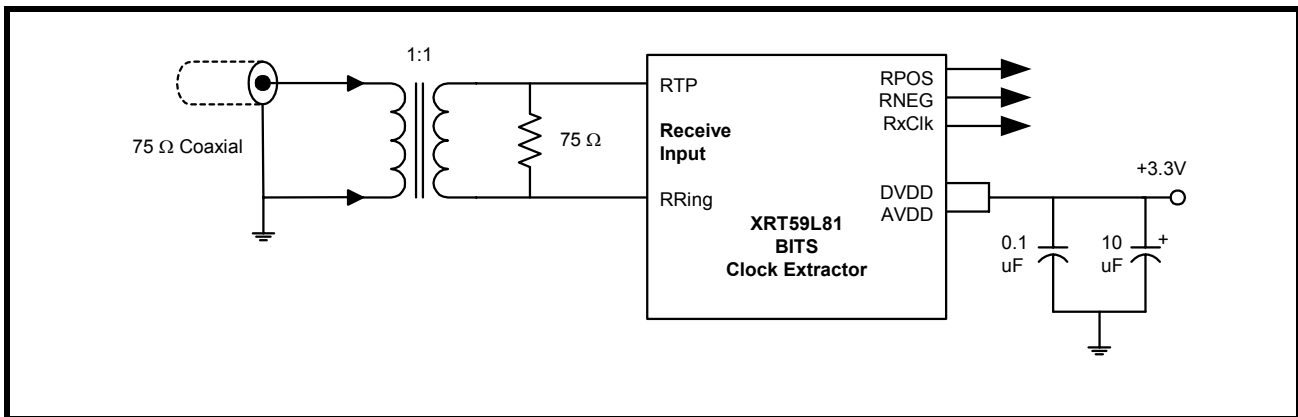 1:1
75 Ω Coaxial
75 Ω
RTP
Receive
Input
RRing
RPOS
RNEG
RxClk
DVDD
AVDD
XRT59L81
BITS
Clock Extractor
+3.3V
0.1
uF
10
uF
+